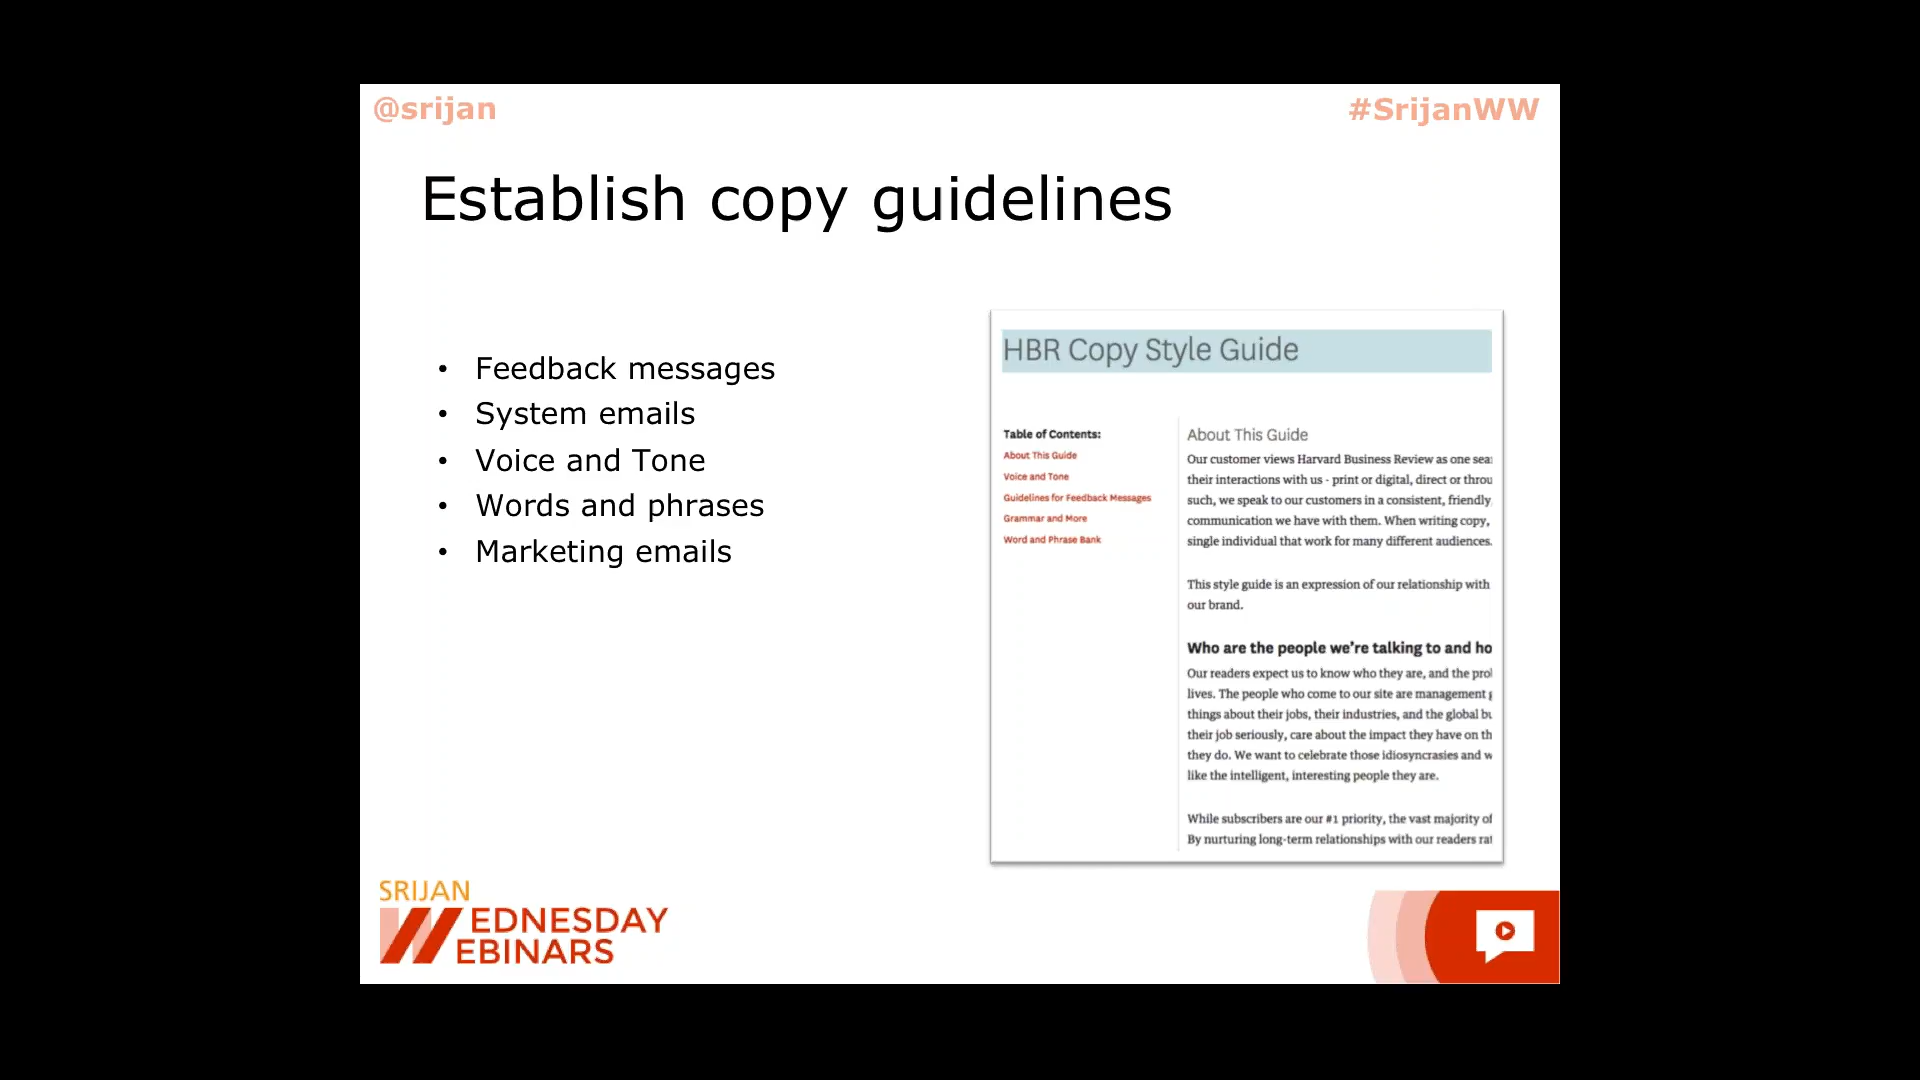 @srijan
#SrijanWW
Establish copy guidelines
• Feedback messages
• System emails
• Voice and Tone
• Words and phrases
• Marketing emails
HBR Copy Style Guide
Table of Contents:
About This Guide
Voice and Tone
Guidelines for Feedback Messages
Grammar and More
Word and Phrase Bank
About This Guide
Our customer views Harvard Business Review as one
their interactions with us - print or digital, direct or
such, we speak to our customers in a consistent, friendly
communication we have with them. When writing copy,
single individual that work for many different audiences.
This style guide is an expression of our relationship with
our brand.
Who are the people we're talking to and
Our readers expect us to know who they are, and the
lives. The people who come to our site are management
things about their jobs, their industries, and the global
their job seriously, care about the impact they have on
they do. We want to celebrate those idiosyncrasies and
like the intelligent, interesting people they are.
While subscribers are our #1 priority, the vast majority of
By nurturing long-term relationships with our readers
SRIJAN
WEDNESDAY
WEBINARS